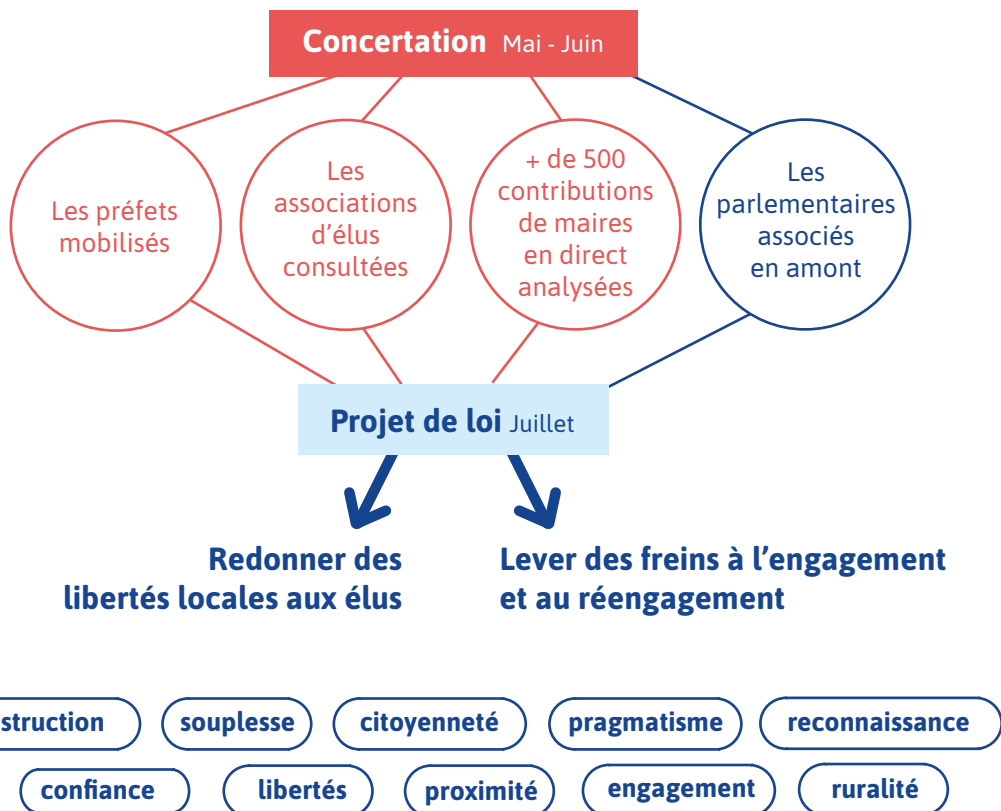 Concertation Mai - Juin
Les préfets
mobilisés
Les
associations
d'élus
consultées
+ de 500
contributions
de maires
en direct
analysées
Les
parlementaires
associés
en amont
Projet de loi Juillet
Redonner des
libertés locales aux élus
Lever des freins à l'engagement
et au réengagement
struction
souplesse
citoyenneté
pragmatisme
reconnaissance
confiance
libertés
proximité
engagement
ruralité